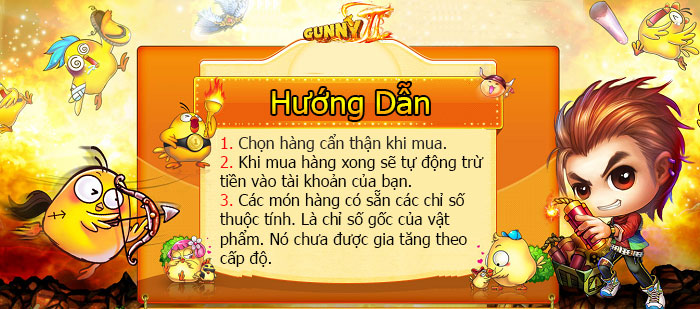 GUNNY II
Hướng Dẫn
1. Chọn hàng cẩn thận khi mua.
2. Khi mua hàng xong sẽ tự động trừ
tiền vào tài khoản của bạn.
3. Các món hàng có sẵn các chỉ số
thuộc tính. Là chỉ số gốc của vật
phẩm. Nó chưa được gia tăng theo
cấp độ.